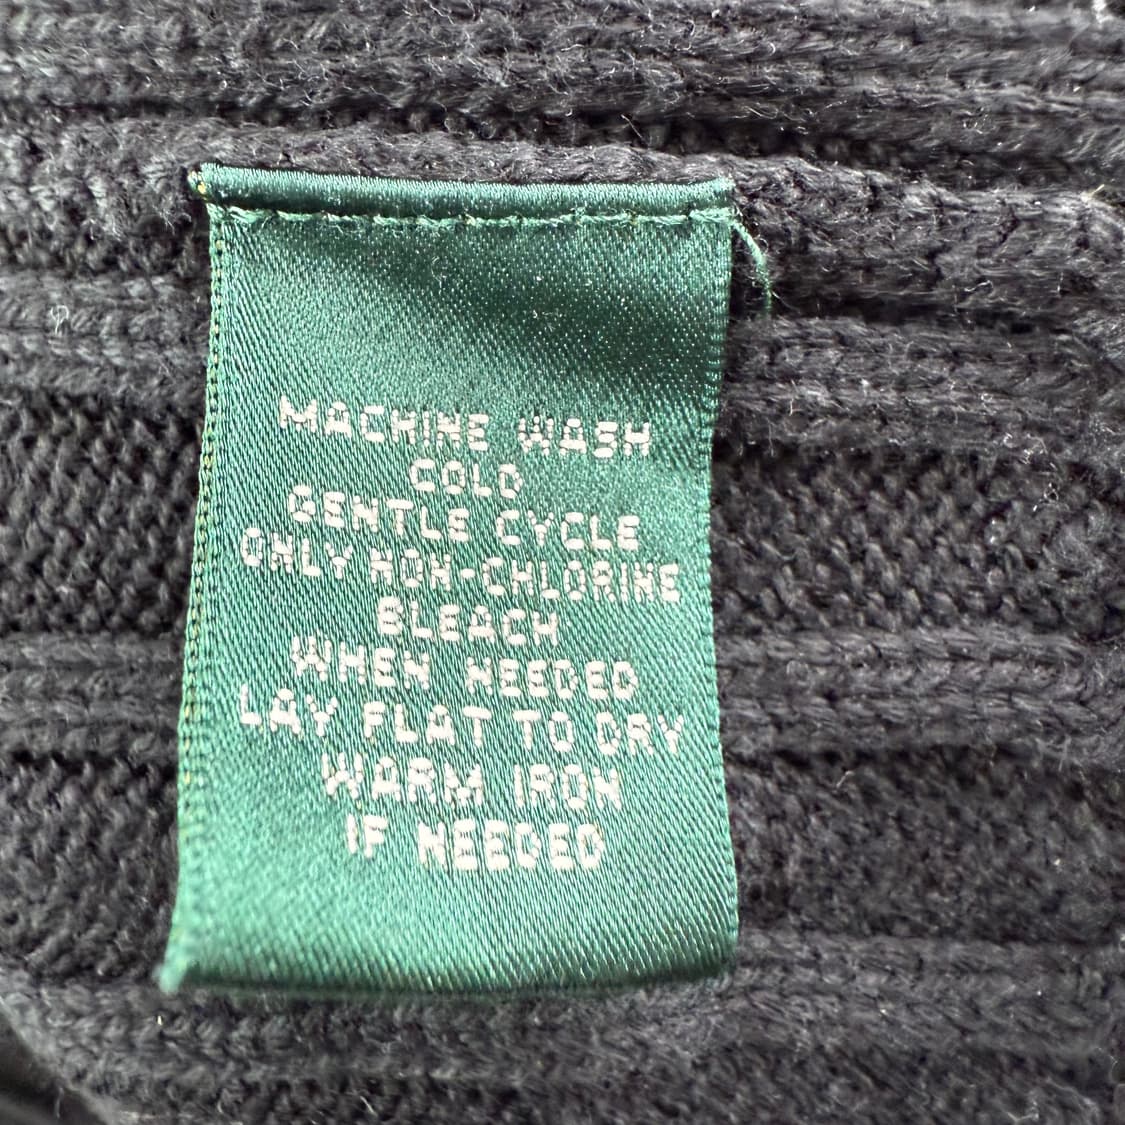 MACHINE WASH
COLD
GENTLE CYCLE
ONLY NON-CHLORINE
BLEACH
WHEN NEEDED
LAY FLAT TO DRY
WARM IRON
IF NEEDED